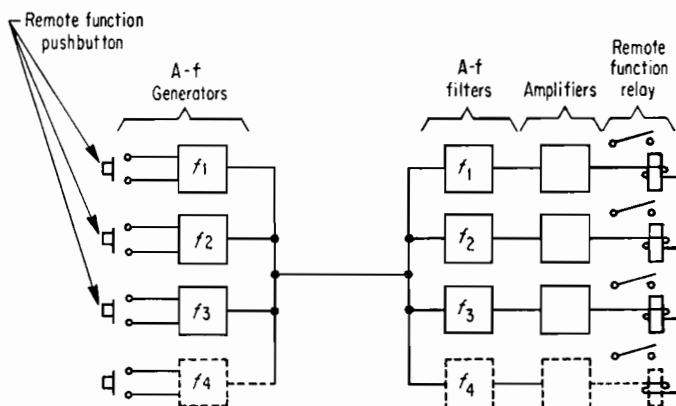 Remote function
pushbutton
A-f
Generators
A-f
filters
Amplifiers
Remote
function
relay
f1
f2
f3
f4
f1
f2
f3
f4